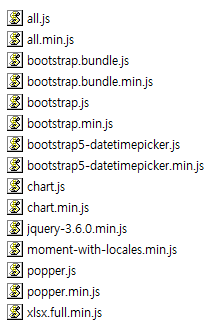 all.js
all.min.js
bootstrap.bundle.js
bootstrap.bundle.min.js
bootstrap.js
bootstrap.min.js
bootstrap5-datetimepicker.js
bootstrap5-datetimepicker.min.js
chart.js
chart.min.js
jquery-3.6.0.min.js
moment-with-locales.min.js
popper.js
popper.min.js
xlsx.full.min.js